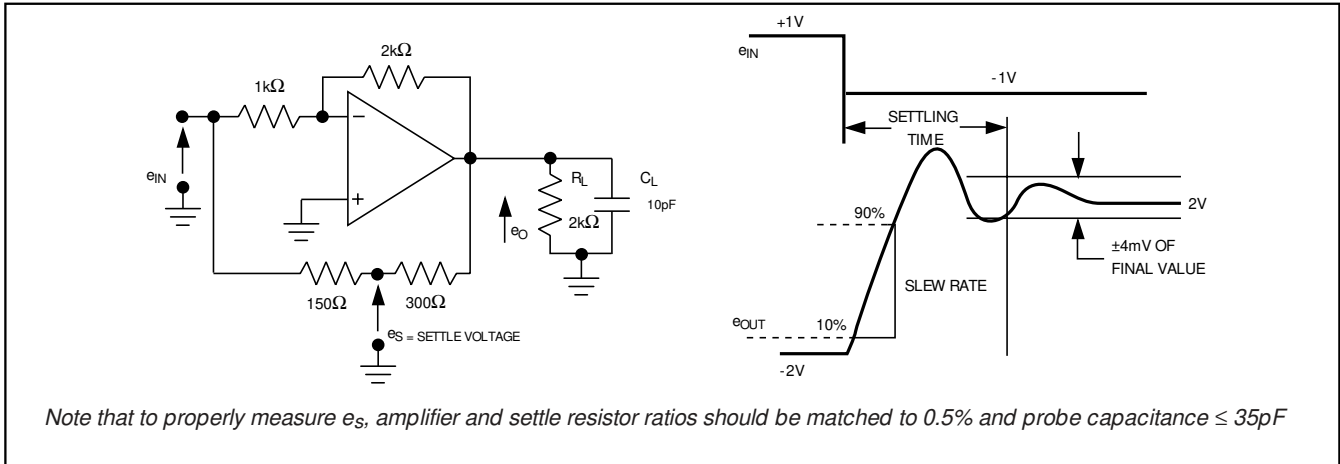 2kΩ
1kΩ
−
+
eIN
RL
2kΩ
CL
10pF
eO
150Ω
300Ω
eS = SETTLE VOLTAGE
+1V
eIN
-1V
SETTLING
TIME
90%
2V
±4mV OF
FINAL VALUE
SLEW RATE
eOUT
10%
-2V
Note that to properly measure eS, amplifier and settle resistor ratios should be matched to 0.5% and probe capacitance ≤ 35pF